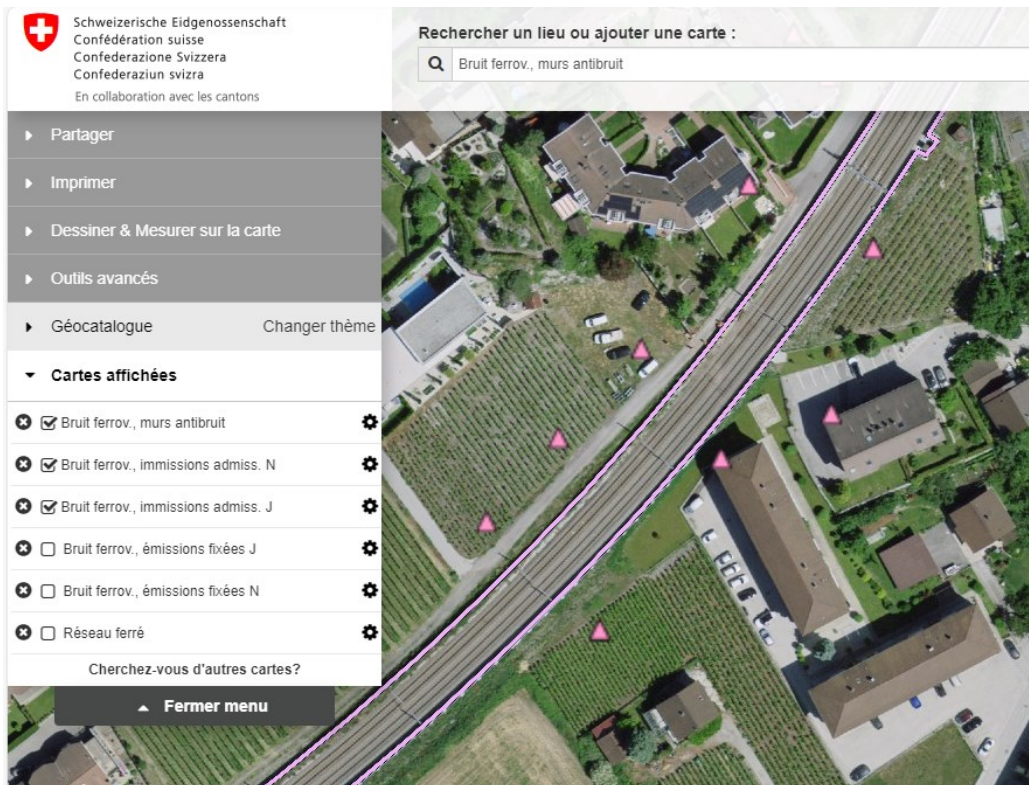 Schweizerische Eidgenossenschaft
Confédération suisse
Confederazione Svizzera
Confederaziun svizra
En collaboration avec les cantons
Rechercher un lieu ou ajouter une carte :
Bruit ferrov., murs antibruit
Partager
Imprimer
Dessiner & Mesurer sur la carte
Outils avancés
Géocatalogue Changer thème
Cartes affichées
Bruit ferrov., murs antibruit
Bruit ferrov., immissions admiss. N
Bruit ferrov., immissions admiss. J
Bruit ferrov., émissions fixées J
Bruit ferrov., émissions fixées N
Réseau ferré
Cherchez-vous d'autres cartes?
Fermer menu